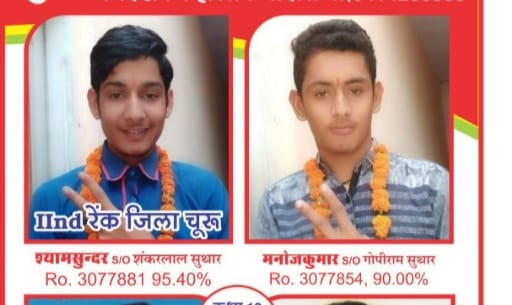 IInd रेंक जिला चूरू
श्यामसुन्दर S/O शंकरलाल सुथार
Ro. 3077881 95.40%
मनोजकुमार S/O गोपीराम सुथार
Ro. 3077854, 90.00%